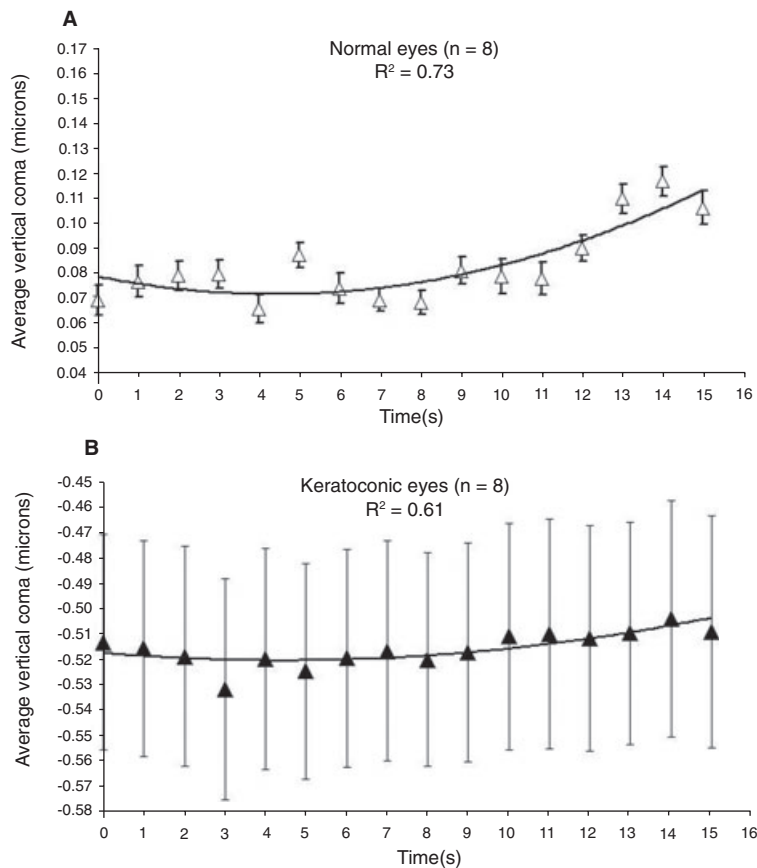 A
Normal eyes (n = 8)
R² = 0.73
Average vertical coma (microns)
0.17
0.16
0.15
0.14
0.13
0.12
0.11
0.10
0.09
0.08
0.07
0.06
0.05
0.04
0 1 2 3 4 5 6 7 8 9 10 11 12 13 14 15 16
Time(s)
B
Keratoconic eyes (n = 8)
R² = 0.61
Average vertical coma (microns)
-0.45
-0.46
-0.47
-0.48
-0.49
-0.50
-0.51
-0.52
-0.53
-0.54
-0.55
-0.56
-0.57
-0.58
0 1 2 3 4 5 6 7 8 9 10 11 12 13 14 15 16
Time(s)